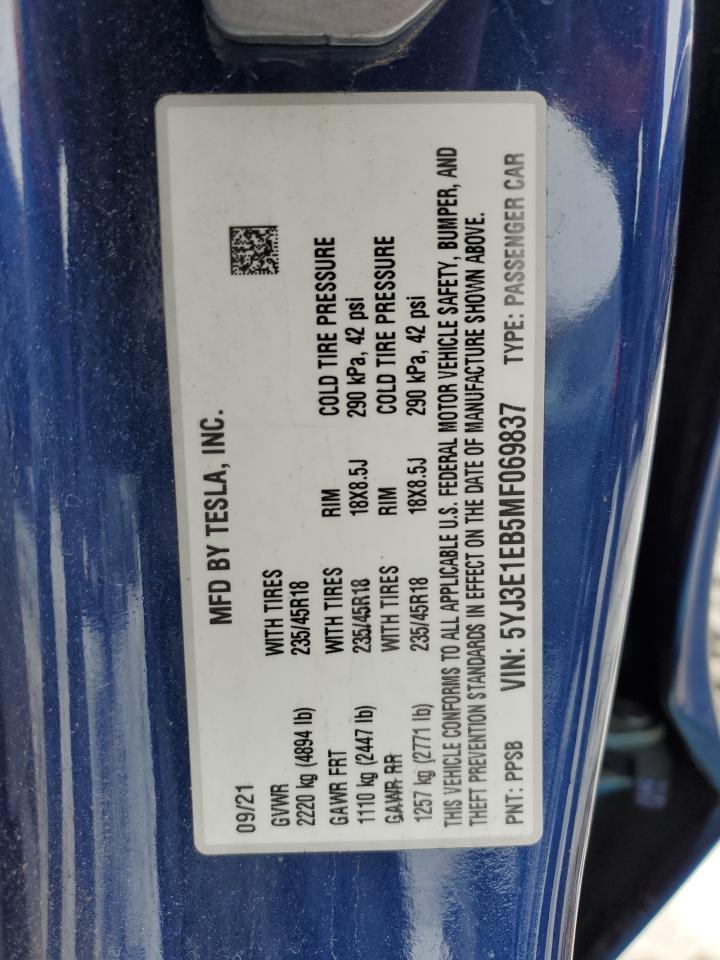 MFD BY TESLA, INC.
09/21
GVWR WITH TIRES
2220 kg (4894 lb) 235/45R18
GAWR FRT WITH TIRES RIM COLD TIRE PRESSURE
1110 kg (2447 lb) 235/45R18 18X8.5J 290 kPa, 42 psi
GAWR RR WITH TIRES RIM COLD TIRE PRESSURE
1257 kg (2771 lb) 235/45R18 18X8.5J 290 kPa, 42 psi
THIS VEHICLE CONFORMS TO ALL APPLICABLE U.S. FEDERAL MOTOR VEHICLE SAFETY, BUMPER, AND
THEFT PREVENTION STANDARDS IN EFFECT ON THE DATE OF MANUFACTURE SHOWN ABOVE.
PNT: PPSB VIN: 5YJ3E1EB5MF069837 TYPE: PASSENGER CAR